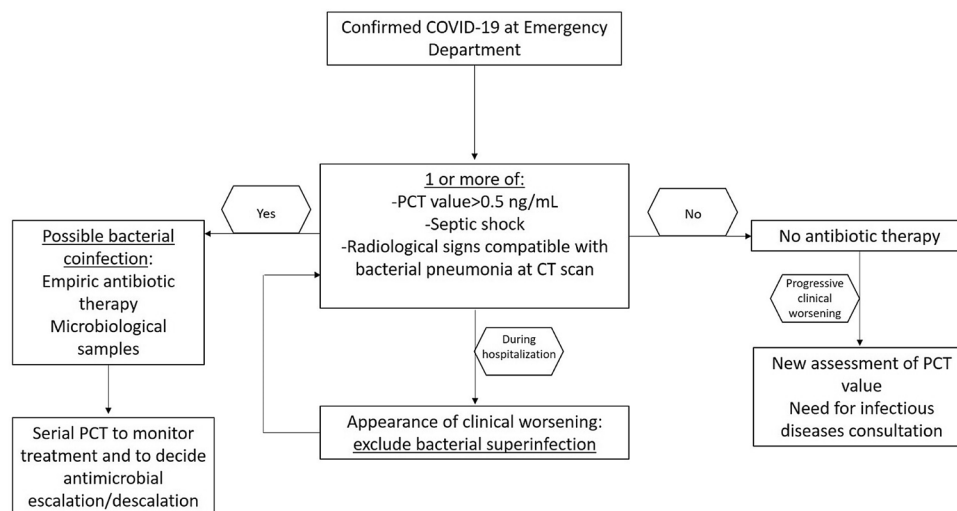 Confirmed COVID-19 at Emergency
Department
1 or more of:
-PCT value>0.5 ng/mL
-Septic shock
-Radiological signs compatible with
bacterial pneumonia at CT scan
Yes
No
Possible bacterial
coinfection:
Empiric antibiotic
therapy
Microbiological
samples
No antibiotic therapy
Progressive
clinical
worsening
During
hospitalization
New assessment of PCT
value
Need for infectious
diseases consultation
Appearance of clinical worsening:
exclude bacterial superinfection
Serial PCT to monitor
treatment and to decide
antimicrobial
escalation/descalation